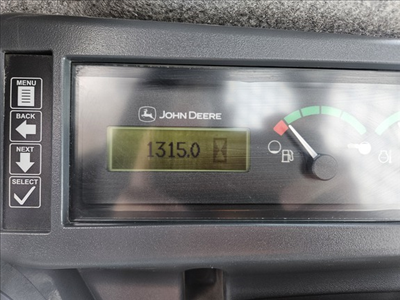 MENU
BACK
NEXT
SELECT
JOHN DEERE
1315.0